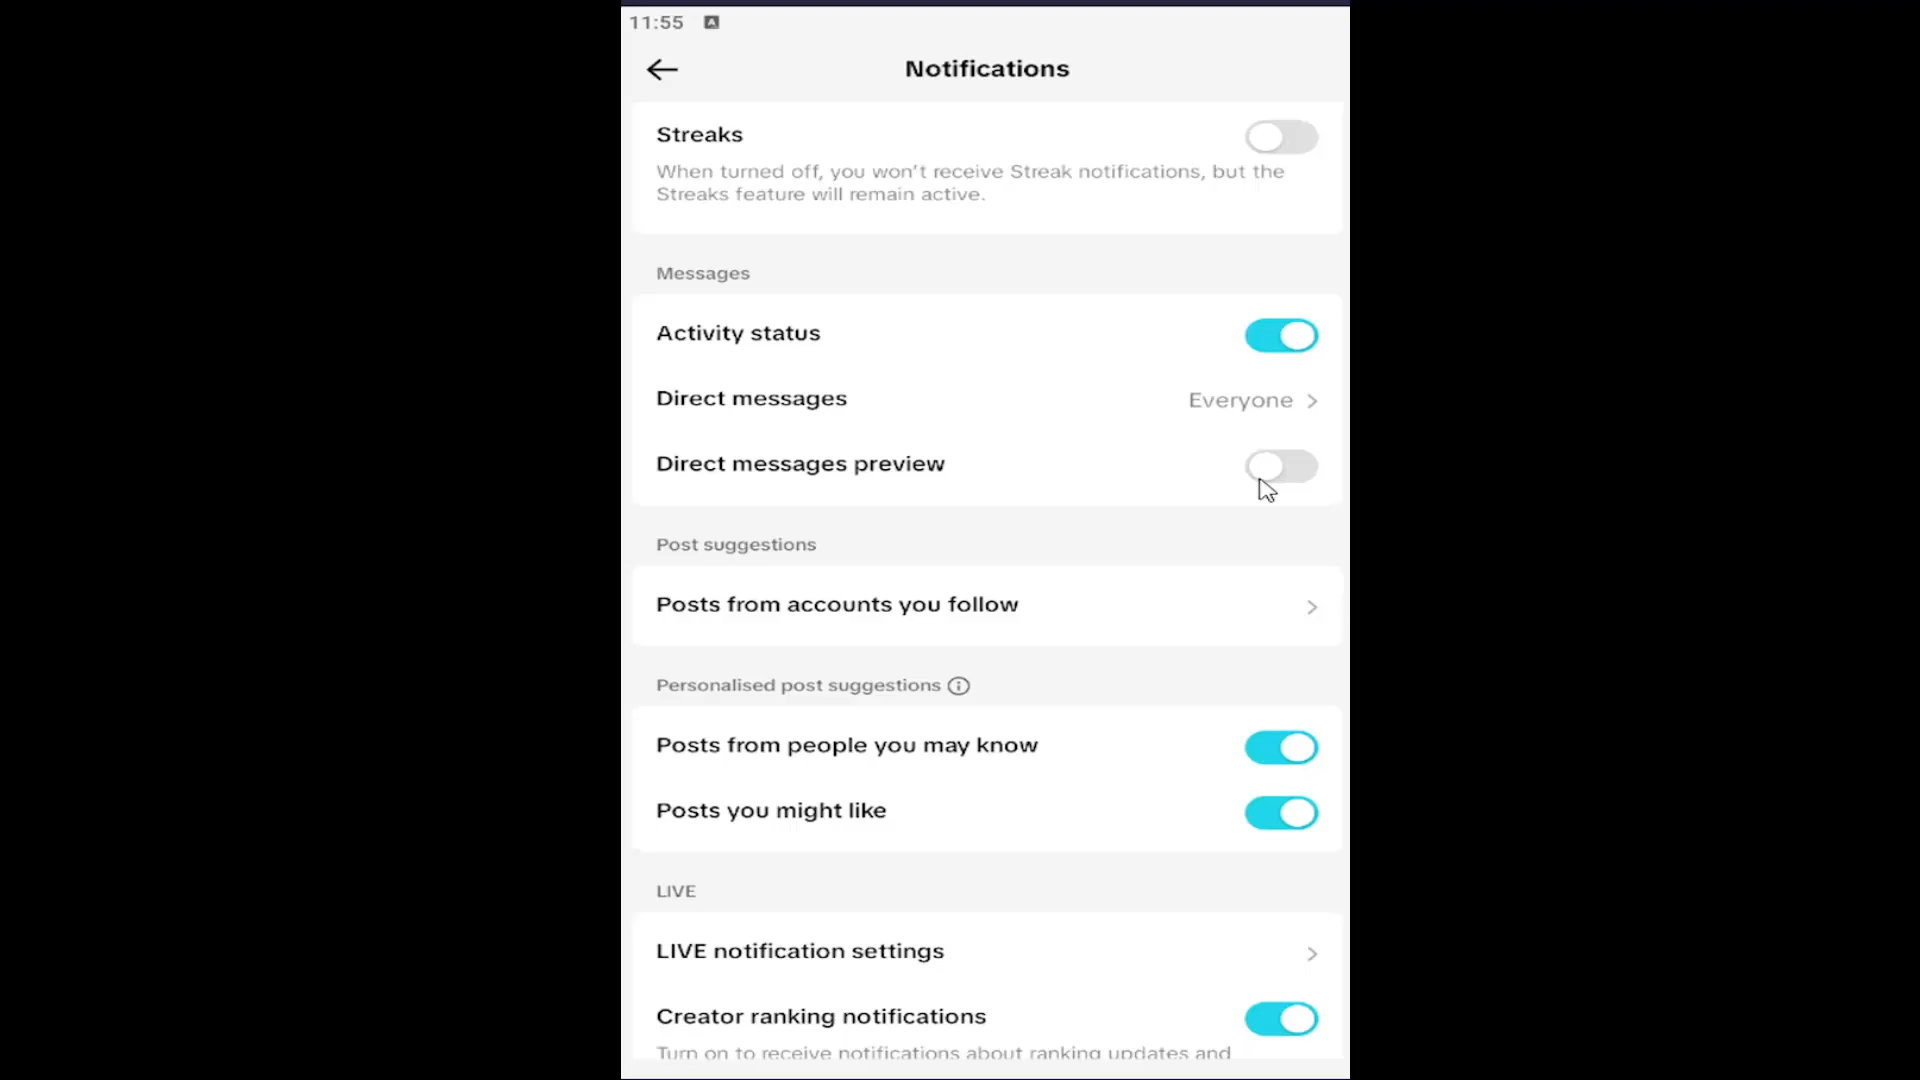 11:55
Notifications
Streaks
When turned off, you won't receive Streak notifications, but the
Streaks feature will remain active.
Messages
Activity status
Direct messages
Everyone
Direct messages preview
Post suggestions
Posts from accounts you follow
Personalised post suggestions
Posts from people you may know
Posts you might like
LIVE
LIVE notification settings
Creator ranking notifications
Turn on to receive notifications about ranking updates and